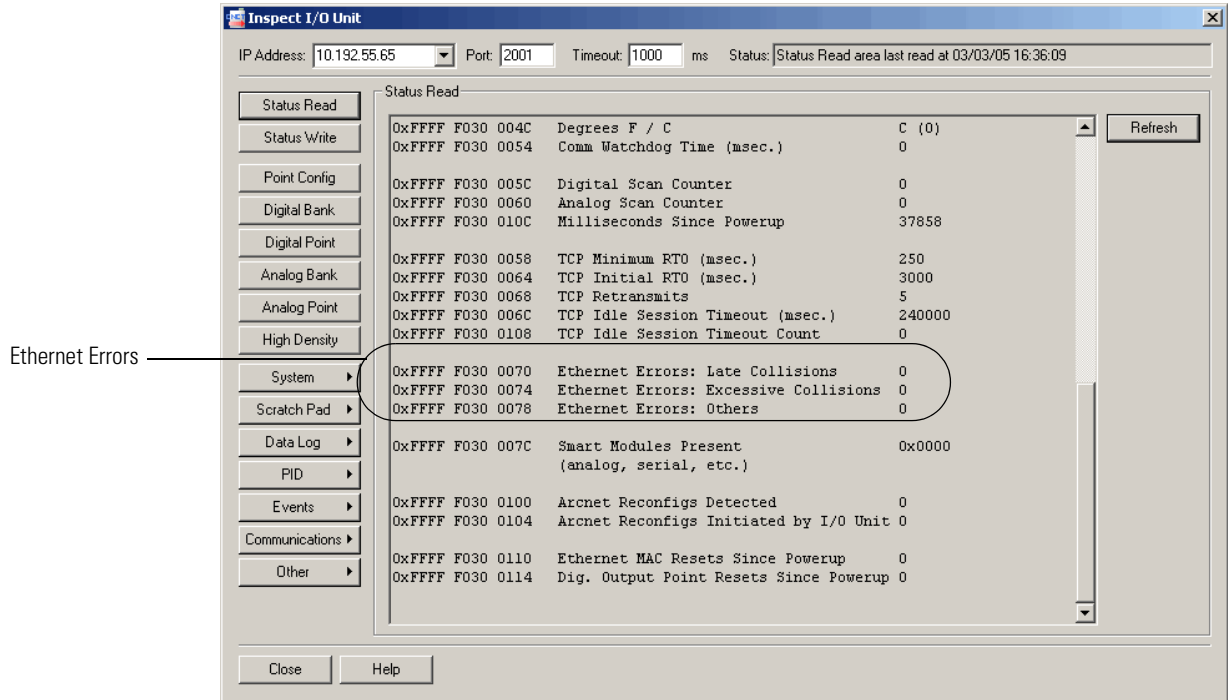 Inspect I/O Unit
IP Address: 10.192.55.65 Port: 2001 Timeout: 1000 ms Status: Status Read area last read at 03/03/05 16:36:09
Status Read
Status Write
Point Config
Digital Bank
Digital Point
Analog Bank
Analog Point
High Density
System
Scratch Pad
Data Log
PID
Events
Communications
Other
Status Read
0xFFFF F030 004C Degrees F / C C (0)
0xFFFF F030 0054 Comm Watchdog Time (msec.) 0
0xFFFF F030 005C Digital Scan Counter 0
0xFFFF F030 0060 Analog Scan Counter 0
0xFFFF F030 010C Milliseconds Since Powerup 37858
0xFFFF F030 0058 TCP Minimum RTO (msec.) 250
0xFFFF F030 0064 TCP Initial RTO (msec.) 3000
0xFFFF F030 0068 TCP Retransmits 5
0xFFFF F030 006C TCP Idle Session Timeout (msec.) 240000
0xFFFF F030 0108 TCP Idle Session Timeout Count 0
0xFFFF F030 0070 Ethernet Errors: Late Collisions 0
0xFFFF F030 0074 Ethernet Errors: Excessive Collisions 0
0xFFFF F030 0078 Ethernet Errors: Others 0
0xFFFF F030 007C Smart Modules Present 0x0000
(analog, serial, etc.)
0xFFFF F030 0100 Arcnet Reconfigs Detected 0
0xFFFF F030 0104 Arcnet Reconfigs Initiated by I/O Unit 0
0xFFFF F030 0110 Ethernet MAC Resets Since Powerup 0
0xFFFF F030 0114 Dig. Output Point Resets Since Powerup 0
Refresh
Ethernet Errors
Close Help